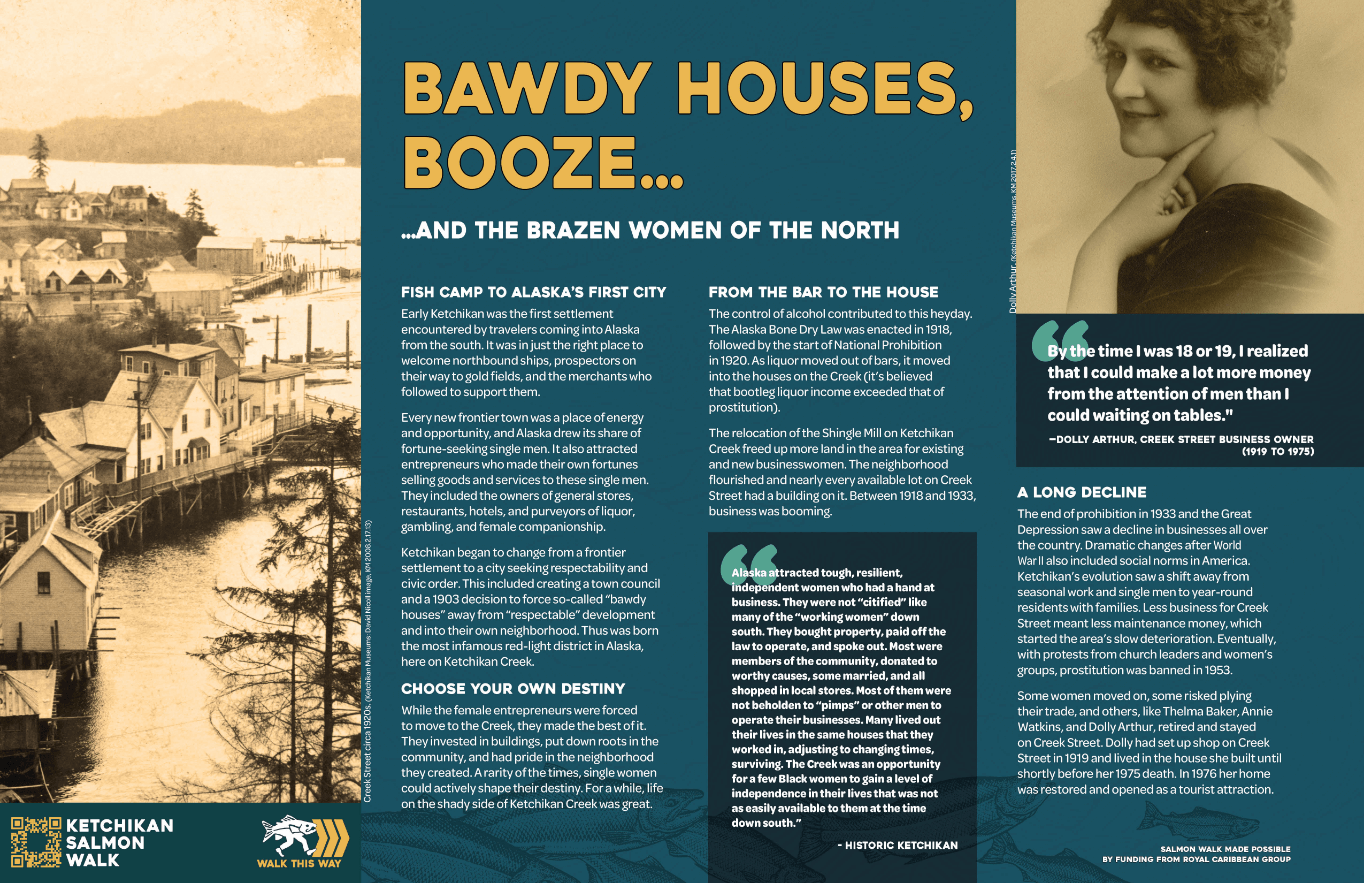 BAWDY HOUSES,
BOOZE...
...AND THE BRAZEN WOMEN OF THE NORTH
FISH CAMP TO ALASKA'S FIRST CITY
Early Ketchikan was the first settlement
encountered by travelers coming into Alaska
from the south. It was in just the right place to
welcome northbound ships, prospectors on
their way to gold fields, and the merchants who
followed to support them.
Every new frontier town was a place of energy
and opportunity, and Alaska drew its share of
fortune-seeking single men. It also attracted
entrepreneurs who made their own fortunes
selling goods and services to these single men.
They included the owners of general stores,
restaurants, hotels, and purveyors of liquor,
gambling, and female companionship.
Ketchikan began to change from a frontier
settlement to a city seeking respectability and
civic order. This included creating a town council
and a 1903 decision to force so-called “bawdy
houses” away from “respectable” development
and into their own neighborhood. Thus was born
the most infamous red-light district in Alaska,
here on Ketchikan Creek.
CHOOSE YOUR OWN DESTINY
While the female entrepreneurs were forced
to move to the Creek, they made the best of it.
They invested in buildings, put down roots in the
community, and had pride in the neighborhood
they created. A rarity of the times, single women
could actively shape their destiny. For a while, life
on the shady side of Ketchikan Creek was great.
FROM THE BAR TO THE HOUSE
The control of alcohol contributed to this heyday.
The Alaska Bone Dry Law was enacted in 1918,
followed by the start of National Prohibition
in 1920. As liquor moved out of bars, it moved
into the houses on the Creek (it's believed
that bootleg liquor income exceeded that of
prostitution).
The relocation of the Shingle Mill on Ketchikan
Creek freed up more land in the area for existing
and new businesswomen. The neighborhood
flourished and nearly every available lot on Creek
Street had a building on it. Between 1918 and 1933,
business was booming.
“
Alaska attracted tough, resilient,
independent women who had a hand at
business. They were not “citified” like
many of the “working women” down
south. They bought property, paid off the
law to operate, and spoke out. Most were
members of the community, donated to
worthy causes, some married, and all
shopped in local stores. Most of them were
not beholden to “pimps” or other men to
operate their businesses. Many lived out
their lives in the same houses that they
worked in, adjusting to changing times,
surviving. The Creek was an opportunity
for a few Black women to gain a level of
independence in their lives that was not
as easily available to them at the time
down south.”
- HISTORIC KETCHIKAN
Dolly Arthur. (Ketchikan Museums, KM 2017.2.4.1)
“
By the time I was 18 or 19, I realized
that I could make a lot more money
from the attention of men than I
could waiting on tables."
–DOLLY ARTHUR, CREEK STREET BUSINESS OWNER
(1919 TO 1975)
A LONG DECLINE
The end of prohibition in 1933 and the Great
Depression saw a decline in businesses all over
the country. Dramatic changes after World
War II also included social norms in America.
Ketchikan's evolution saw a shift away from
seasonal work and single men to year-round
residents with families. Less business for Creek
Street meant less maintenance money, which
started the area's slow deterioration. Eventually,
with protests from church leaders and women's
groups, prostitution was banned in 1953.
Some women moved on, some risked plying
their trade, and others, like Thelma Baker, Annie
Watkins, and Dolly Arthur, retired and stayed
on Creek Street. Dolly had set up shop on Creek
Street in 1919 and lived in the house she built until
shortly before her 1975 death. In 1976 her home
was restored and opened as a tourist attraction.
Creek Street circa 1920s. (Ketchikan Museums: David Nicoll image, KM 2008.2.17.13)
KETCHIKAN
SALMON
WALK
WALK THIS WAY
SALMON WALK MADE POSSIBLE
BY FUNDING FROM ROYAL CARIBBEAN GROUP